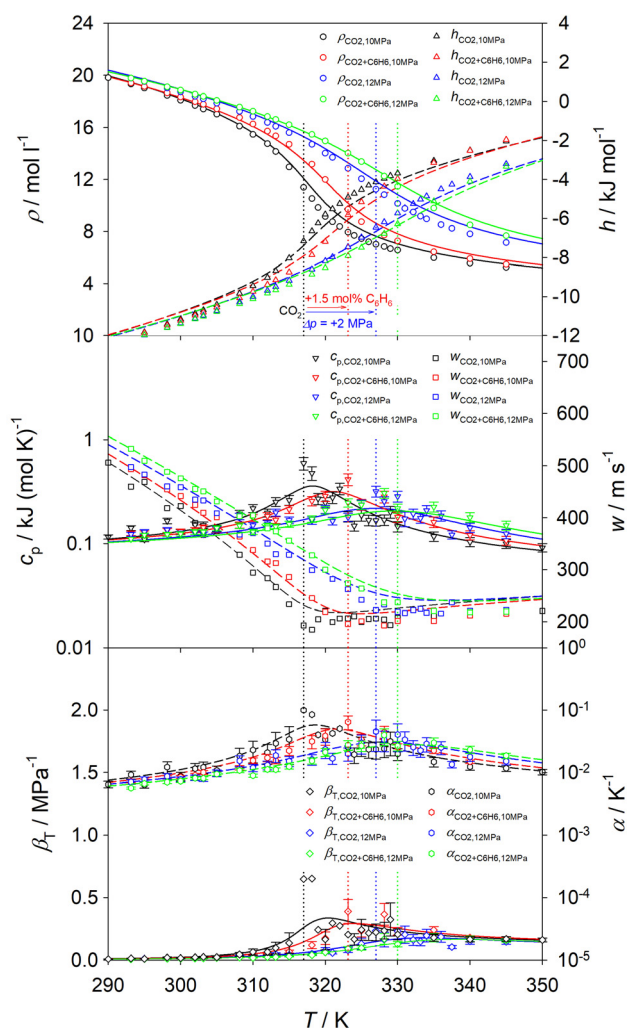 24
20
16
12
8
4
10
ρ / mol l⁻¹
4
2
0
-2
-4
-6
-8
-10
-12
h / kJ mol⁻¹
ρCO2,10MPa
ρCO2+C6H6,10MPa
ρCO2,12MPa
ρCO2+C6H6,12MPa
hCO2,10MPa
hCO2+C6H6,10MPa
hCO2,12MPa
hCO2+C6H6,12MPa
+1.5 mol% C6H6
CO2
Δp = +2 MPa
1
0.1
0.01
cp / kJ (mol K)⁻¹
700
600
500
400
300
200
w / m s⁻¹
cp,CO2,10MPa
cp,CO2+C6H6,10MPa
cp,CO2,12MPa
cp,CO2+C6H6,12MPa
wCO2,10MPa
wCO2+C6H6,10MPa
wCO2,12MPa
wCO2+C6H6,12MPa
2.0
1.5
1.0
0.5
0.0
βT / MPa⁻¹
10⁰
10⁻¹
10⁻²
10⁻³
10⁻⁴
10⁻⁵
α / K⁻¹
βT,CO2,10MPa
βT,CO2+C6H6,10MPa
βT,CO2,12MPa
βT,CO2+C6H6,12MPa
αCO2,10MPa
αCO2+C6H6,10MPa
αCO2,12MPa
αCO2+C6H6,12MPa
290 300 310 320 330 340 350
T / K